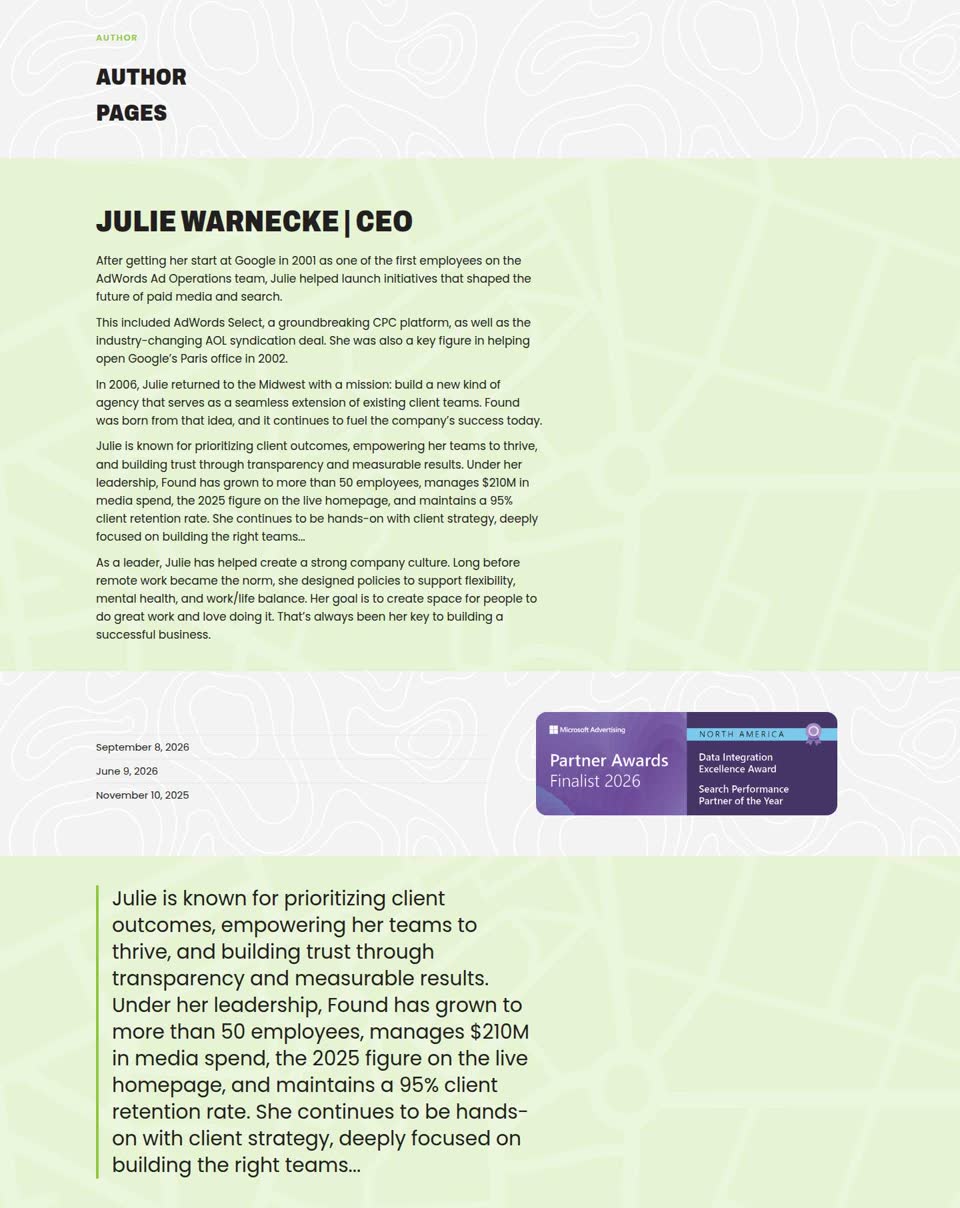 AUTHOR
AUTHOR
PAGES
JULIE WARNECKE | CEO
After getting her start at Google in 2001 as one of the first employees on the
AdWords Ad Operations team, Julie helped launch initiatives that shaped the
future of paid media and search.
This included AdWords Select, a groundbreaking CPC platform, as well as the
industry-changing AOL syndication deal. She was also a key figure in helping
open Google’s Paris office in 2002.
In 2006, Julie returned to the Midwest with a mission: build a new kind of
agency that serves as a seamless extension of existing client teams. Found
was born from that idea, and it continues to fuel the company’s success today.
Julie is known for prioritizing client outcomes, empowering her teams to thrive,
and building trust through transparency and measurable results. Under her
leadership, Found has grown to more than 50 employees, manages $210M in
media spend, the 2025 figure on the live homepage, and maintains a 95%
client retention rate. She continues to be hands-on with client strategy, deeply
focused on building the right teams...
As a leader, Julie has helped create a strong company culture. Long before
remote work became the norm, she designed policies to support flexibility,
mental health, and work/life balance. Her goal is to create space for people to
do great work and love doing it. That’s always been her key to building a
successful business.
September 8, 2026
June 9, 2026
November 10, 2025
Microsoft Advertising
Partner Awards
Finalist 2026
NORTH AMERICA
Data Integration
Excellence Award
Search Performance
Partner of the Year
Julie is known for prioritizing client
outcomes, empowering her teams to
thrive, and building trust through
transparency and measurable results.
Under her leadership, Found has grown to
more than 50 employees, manages $210M
in media spend, the 2025 figure on the live
homepage, and maintains a 95% client
retention rate. She continues to be hands-
on with client strategy, deeply focused on
building the right teams...